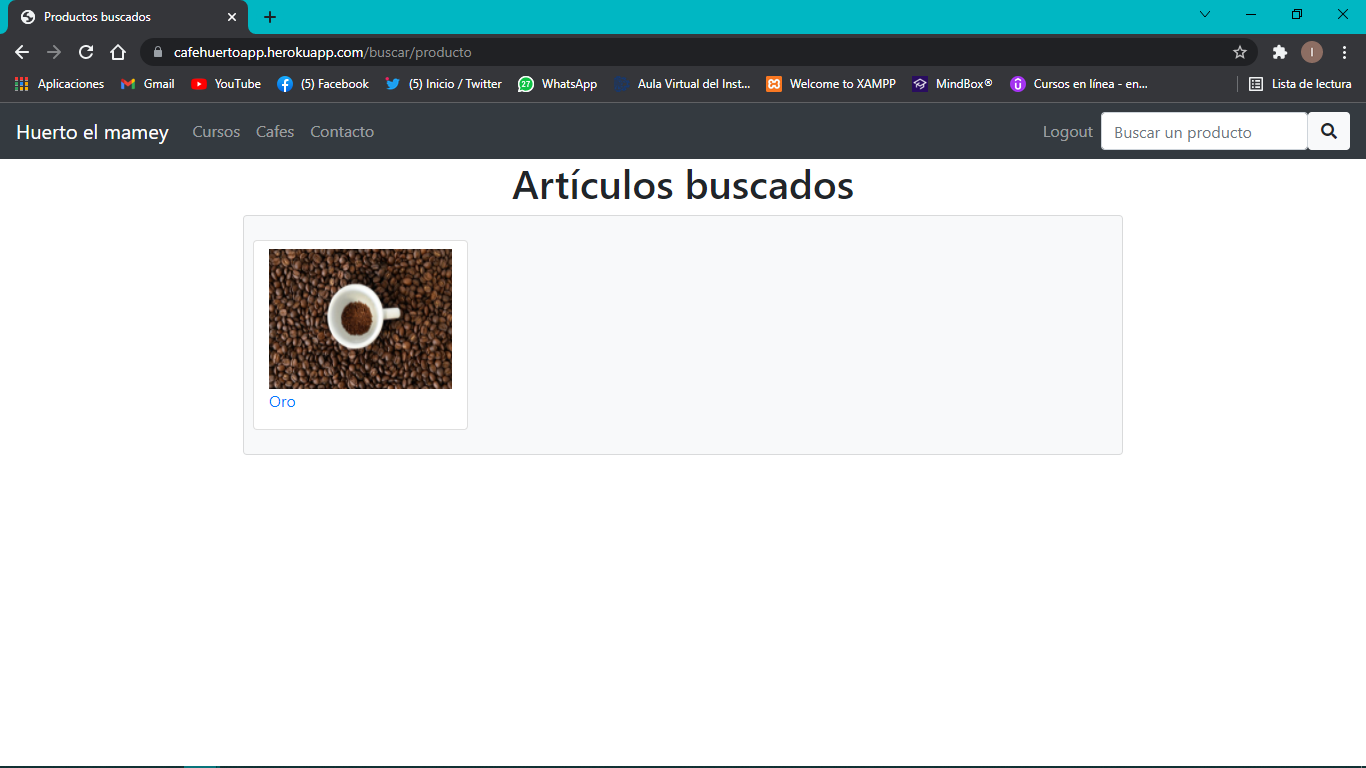 Productos buscados
cafehuertoapp.herokuapp.com/buscar/producto
I
Aplicaciones Gmail YouTube (5) Facebook (5) Inicio / Twitter 27 WhatsApp Aula Virtual del Inst... Welcome to XAMPP MindBox® Cursos en línea - en... Lista de lectura
Huerto el mamey Cursos Cafes Contacto Logout Buscar un producto
Artículos buscados
Oro